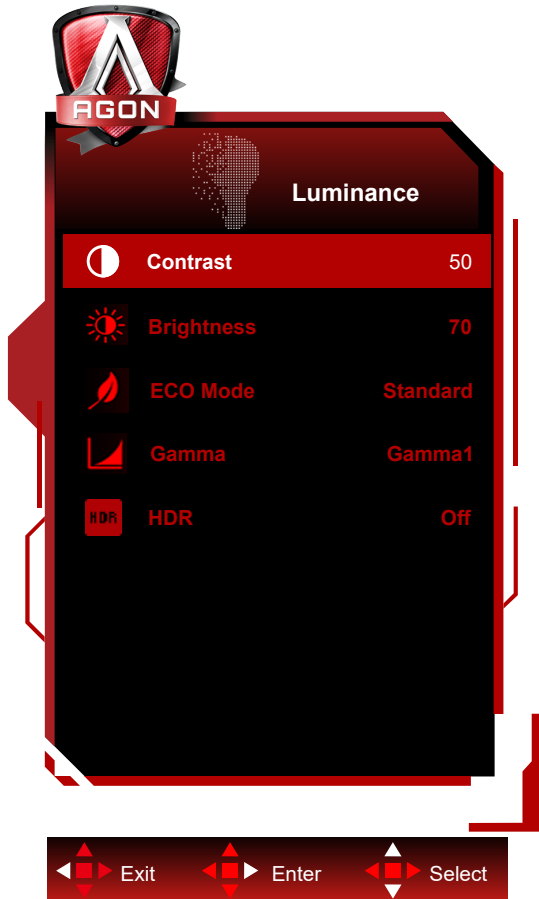 AGON
Luminance
Contrast 50
Brightness 70
ECO Mode Standard
Gamma Gamma1
HDR HDR Off
Exit Enter Select